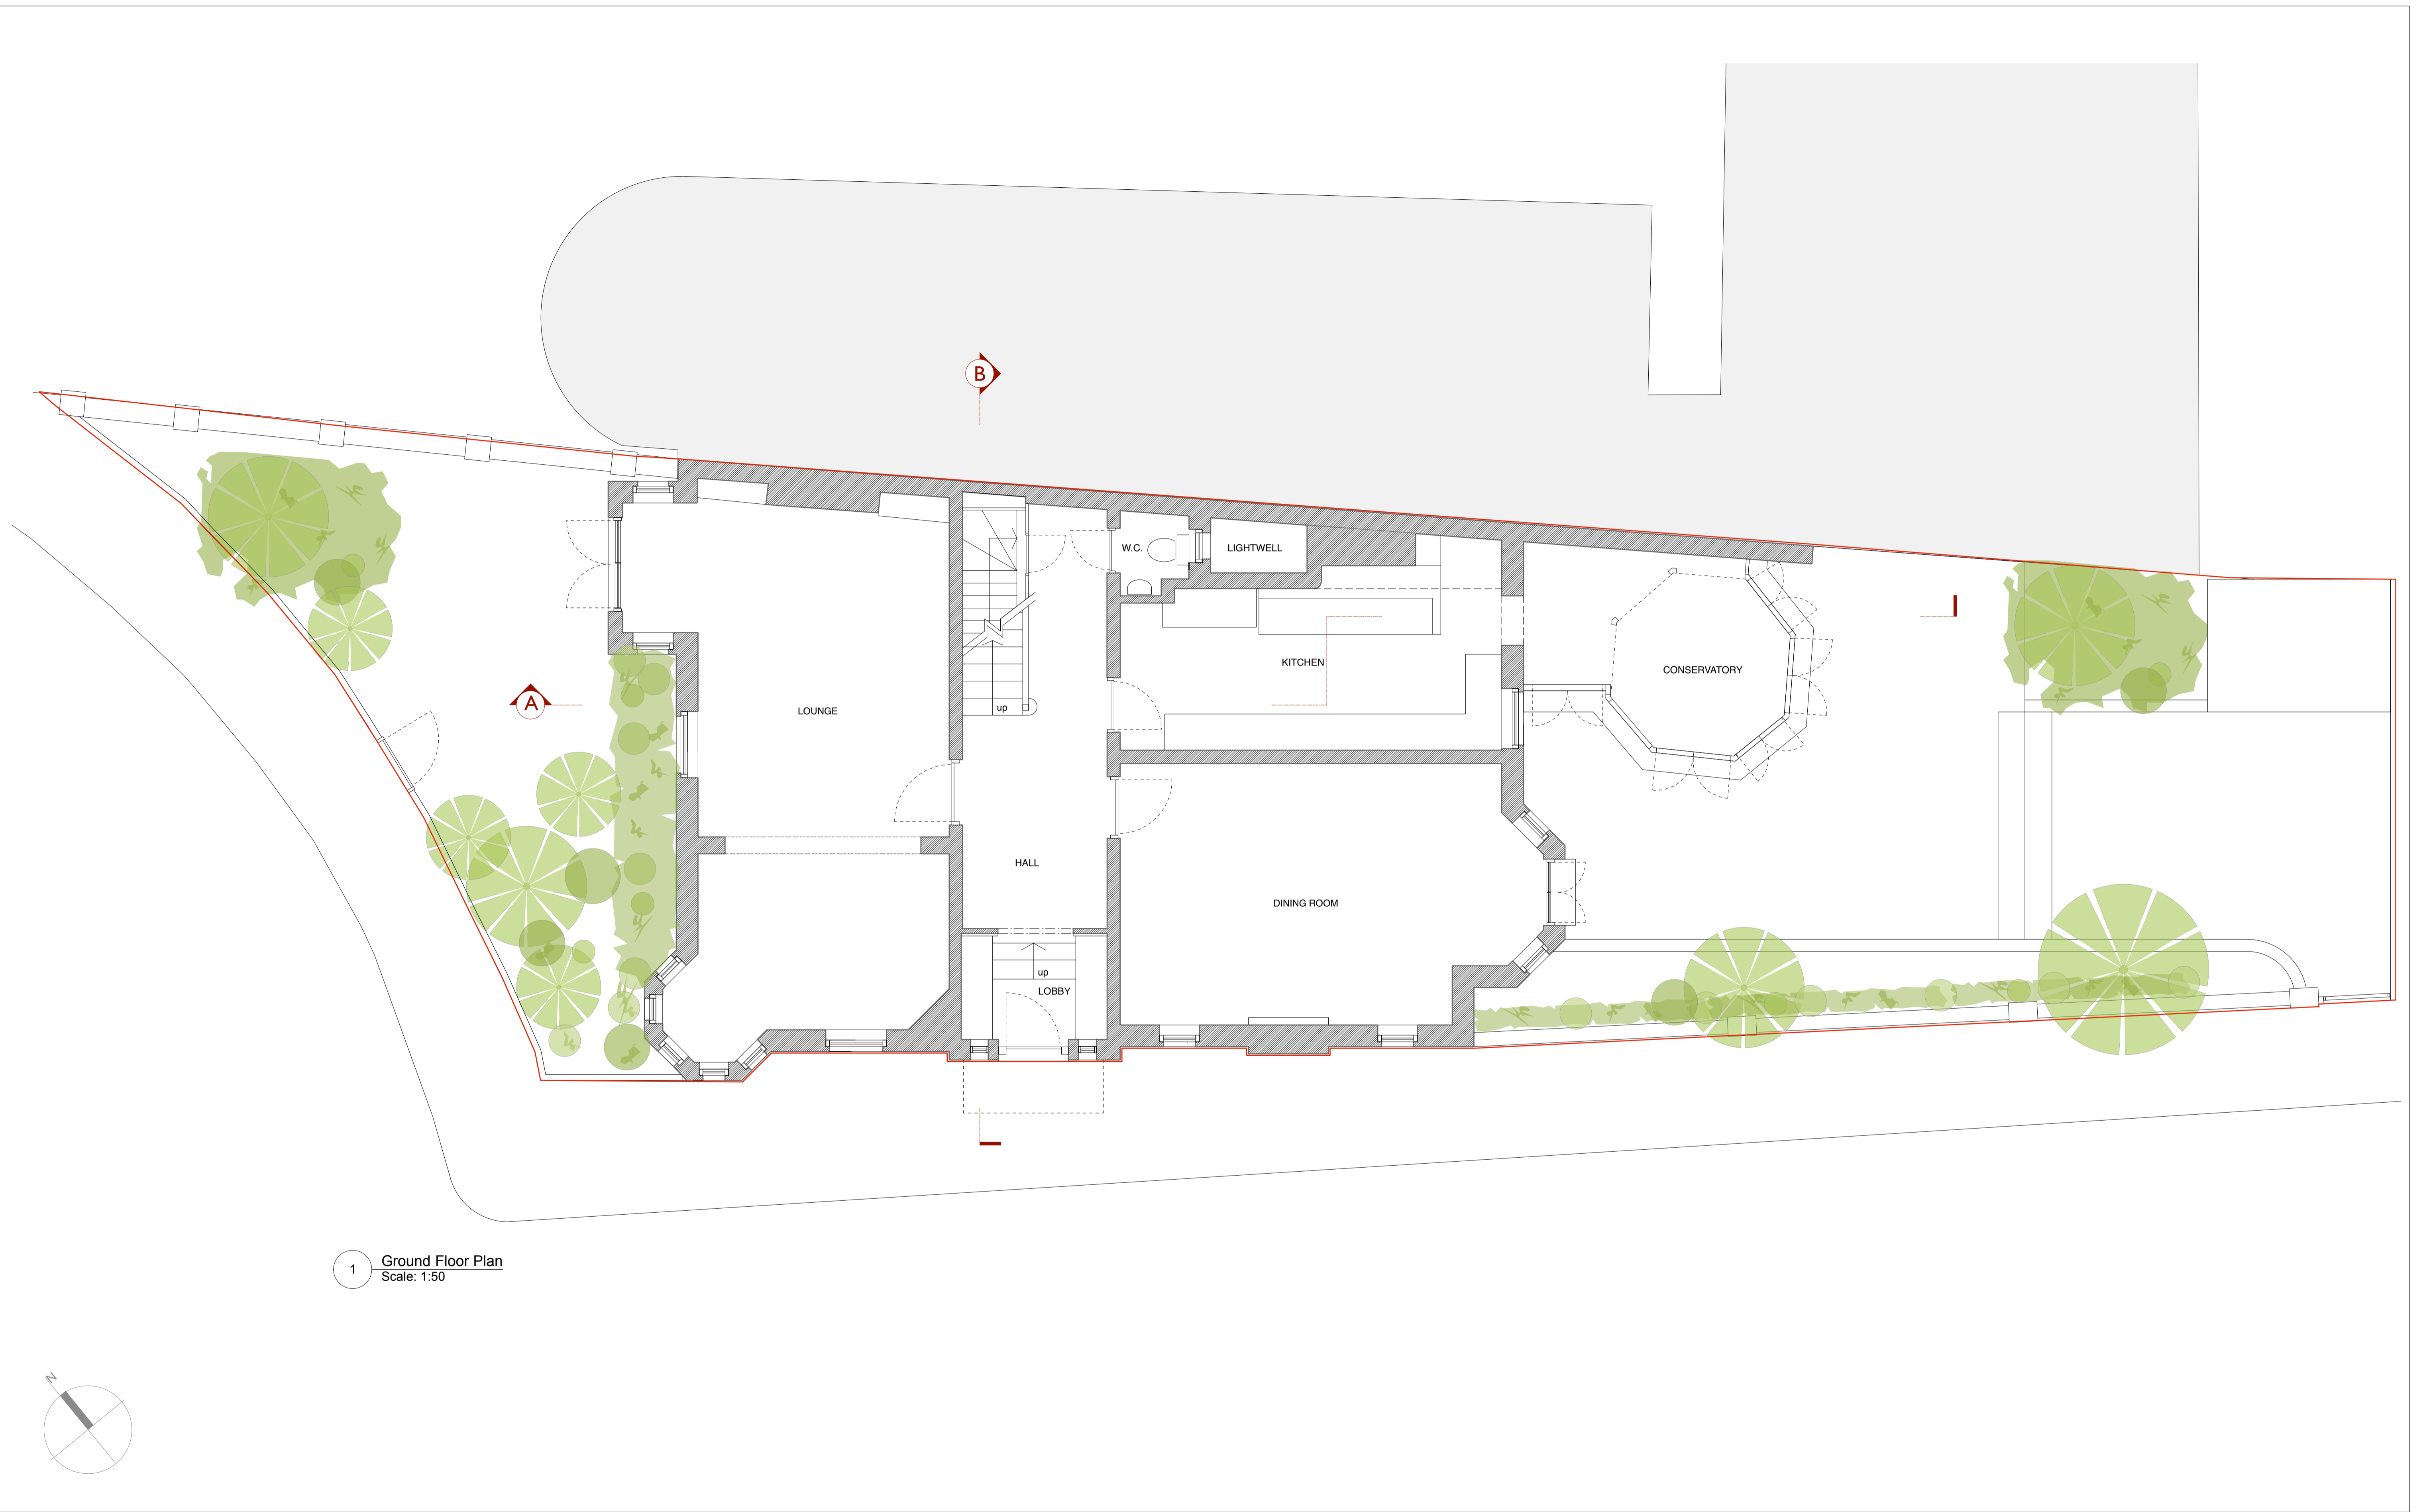 B
W.C.
LIGHTWELL
KITCHEN
CONSERVATORY
A
LOUNGE
up
HALL
DINING ROOM
up
LOBBY
1
Ground Floor Plan
Scale: 1:50
N